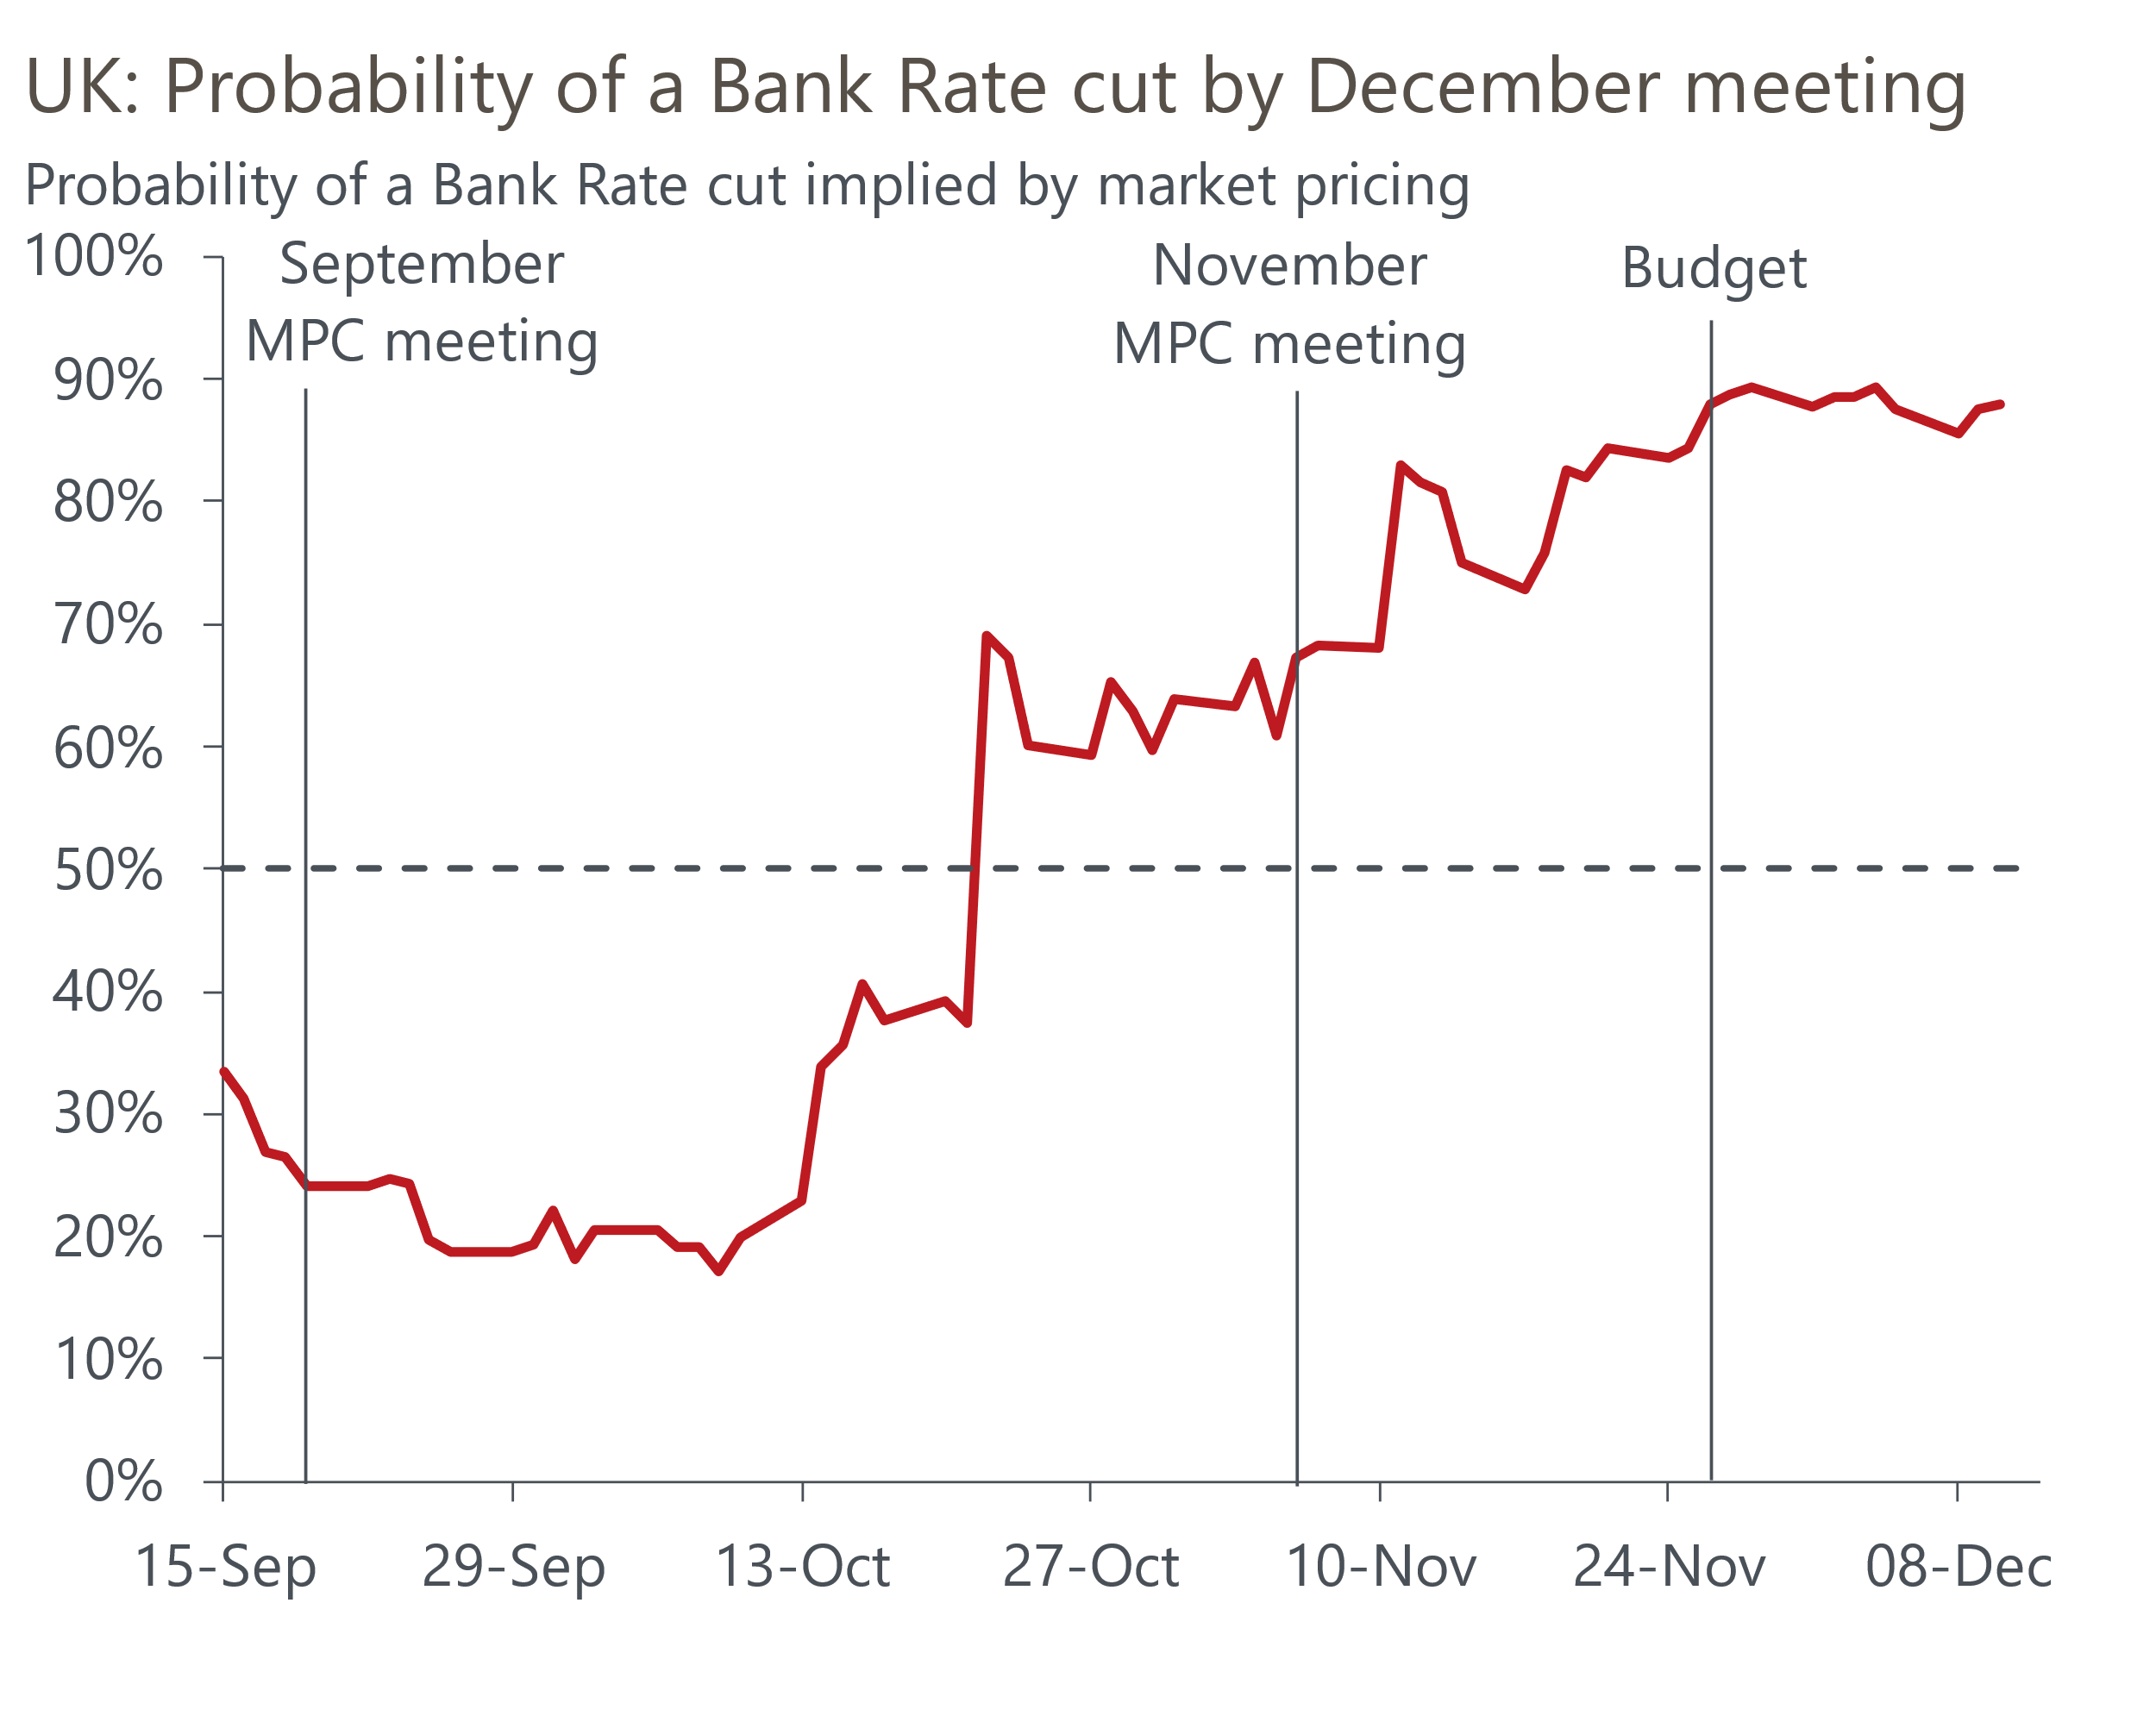 UK: Probability of a Bank Rate cut by December meeting
Probability of a Bank Rate cut implied by market pricing
100%
September
MPC meeting
November
MPC meeting
Budget
90%
80%
70%
60%
50%
40%
30%
20%
10%
0%
15-Sep
29-Sep
13-Oct
27-Oct
10-Nov
24-Nov
08-Dec